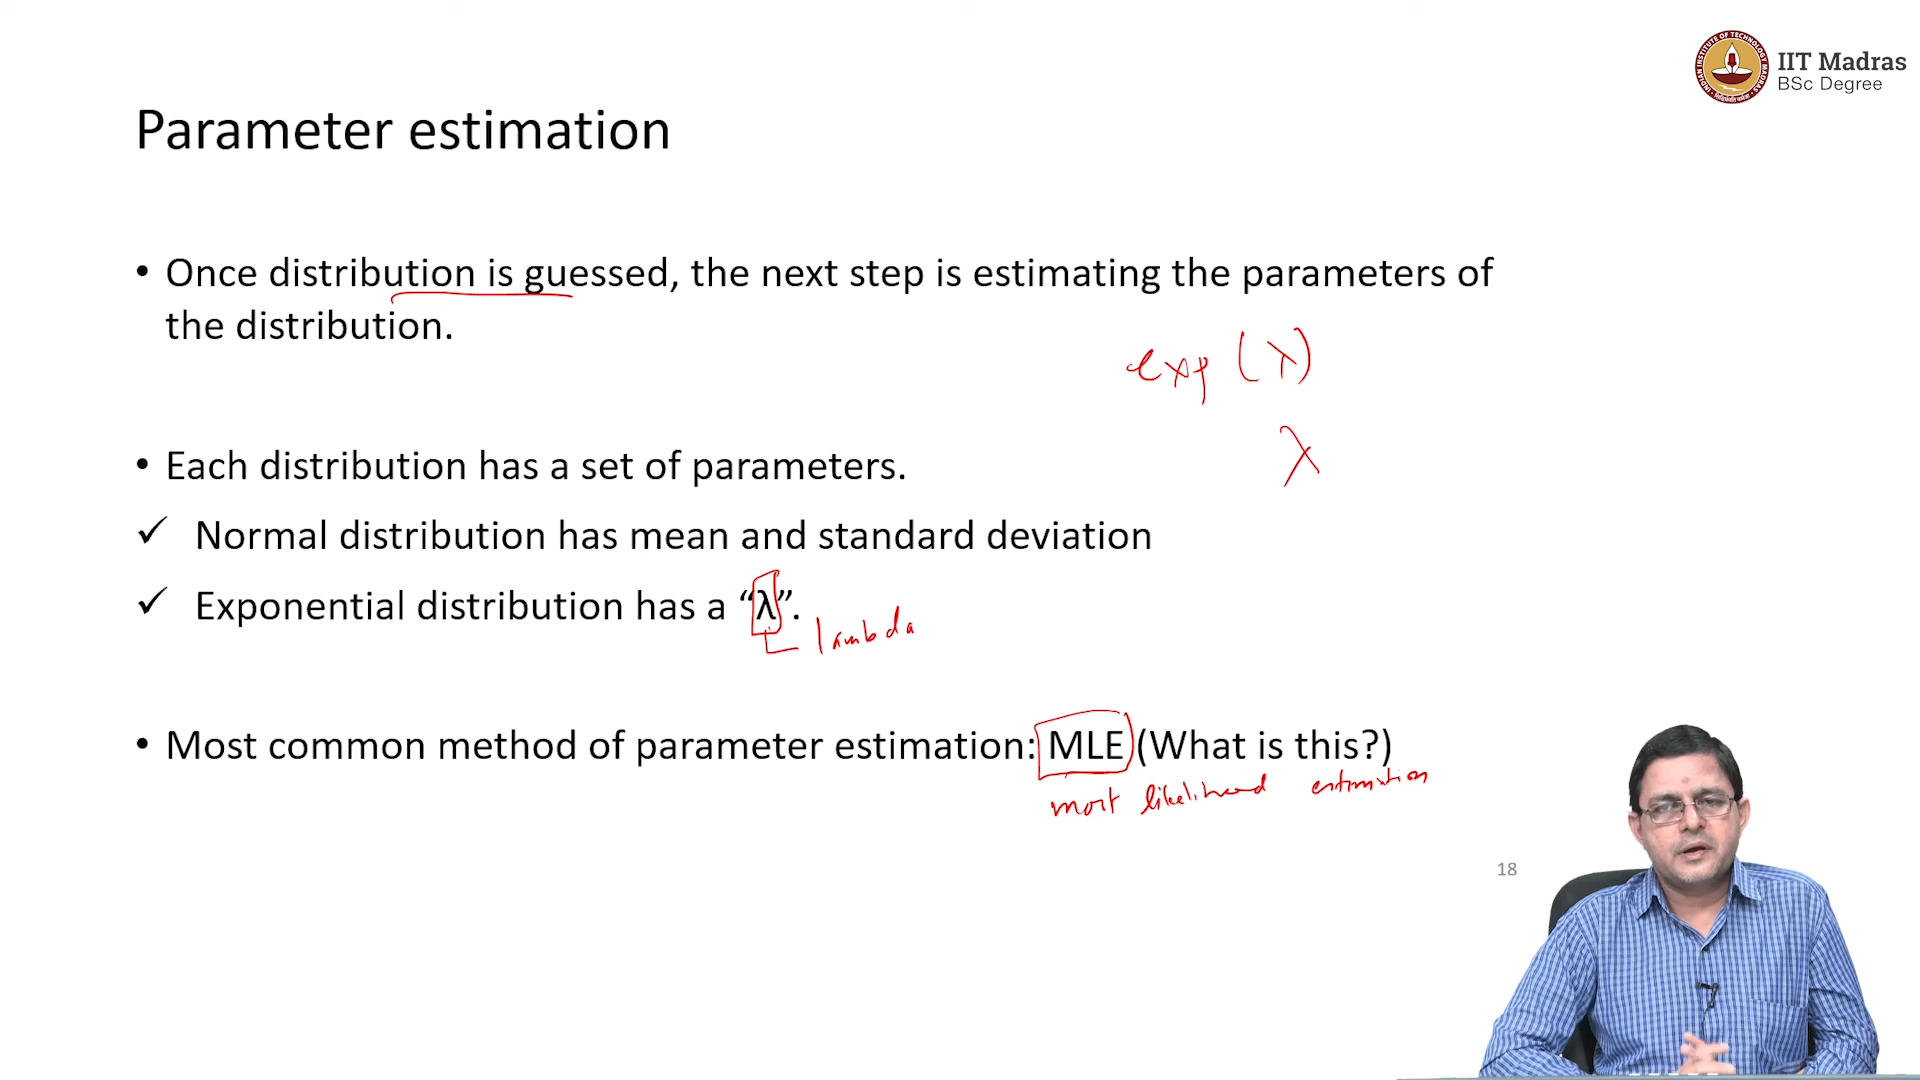 IIT Madras
BSc Degree
Parameter estimation
• Once distribution is guessed, the next step is estimating the parameters of
the distribution.
exp (λ)
λ
• Each distribution has a set of parameters.
✓ Normal distribution has mean and standard deviation
✓ Exponential distribution has a “λ”.
lambda
• Most common method of parameter estimation: MLE (What is this?)
most likelihood estimation
18